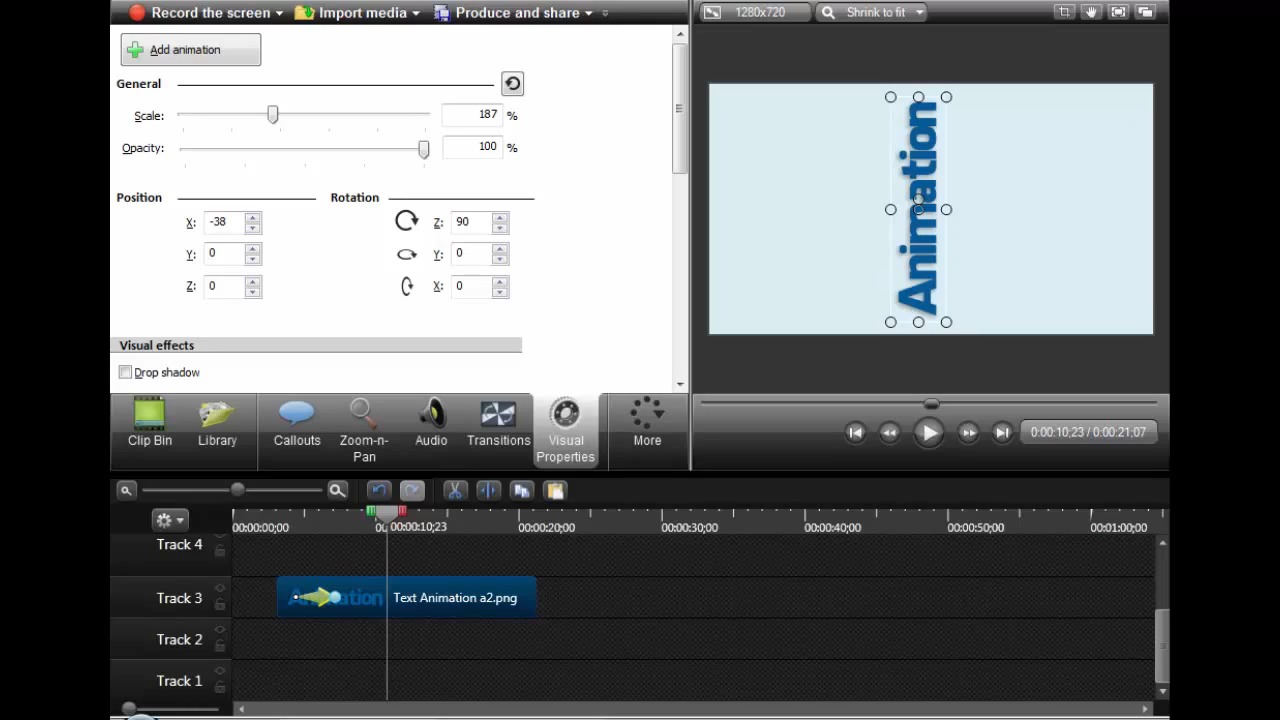 Record the screen Import media Produce and share
1280x720 Shrink to fit
Add animation
General
Scale: 187 %
Opacity: 100 %
Position Rotation
X: -38 Z: 90
Y: 0 Y: 0
Z: 0 X: 0
Visual effects
Drop shadow
Animation
Clip Bin Library Callouts Zoom-n-Pan Audio Transitions Visual Properties More
0:00:10;23 / 0:00:21;07
00:00:00;00 00:00:10;23 00:00:20;00 00:00:30;00 00:00:40;00 00:00:50;00 00:01:00;00
Track 4
Track 3 Animation Text Animation a2.png
Track 2
Track 1